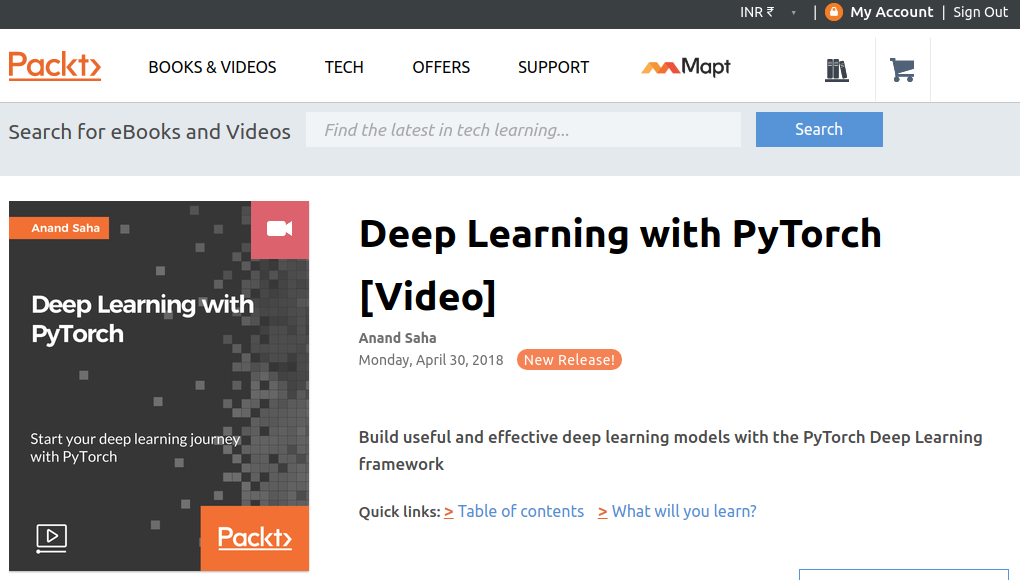 INR ₹ | My Account | Sign Out
Packt> BOOKS & VIDEOS TECH OFFERS SUPPORT Mapt
Search for eBooks and Videos Find the latest in tech learning... Search
Anand Saha
Deep Learning with
PyTorch
Start your deep learning journey
with PyTorch
Packt>
Deep Learning with PyTorch
[Video]
Anand Saha
Monday, April 30, 2018 New Release!
Build useful and effective deep learning models with the PyTorch Deep Learning
framework
Quick links: > Table of contents > What will you learn?